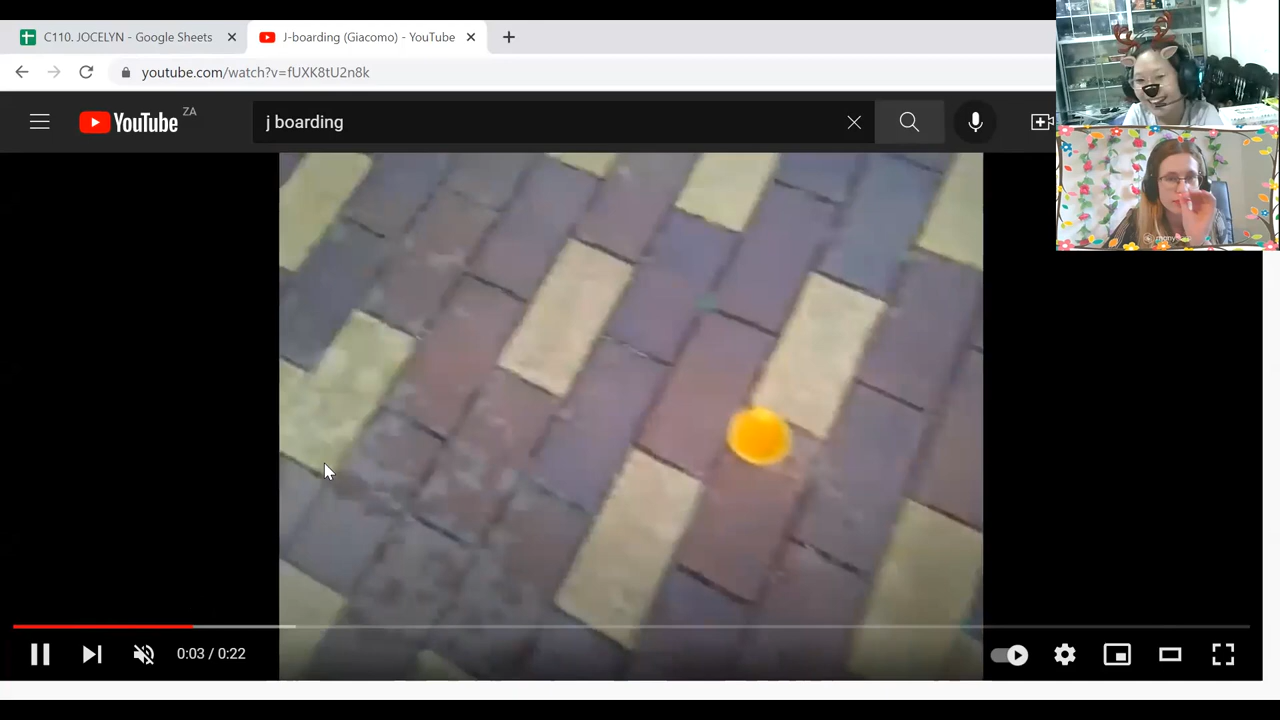 C110. JOCELYN - Google Sheets
J-boarding (Giacomo) - YouTube
youtube.com/watch?v=fUXK8tU2n8k
YouTube ZA
j boarding
0:03 / 0:22